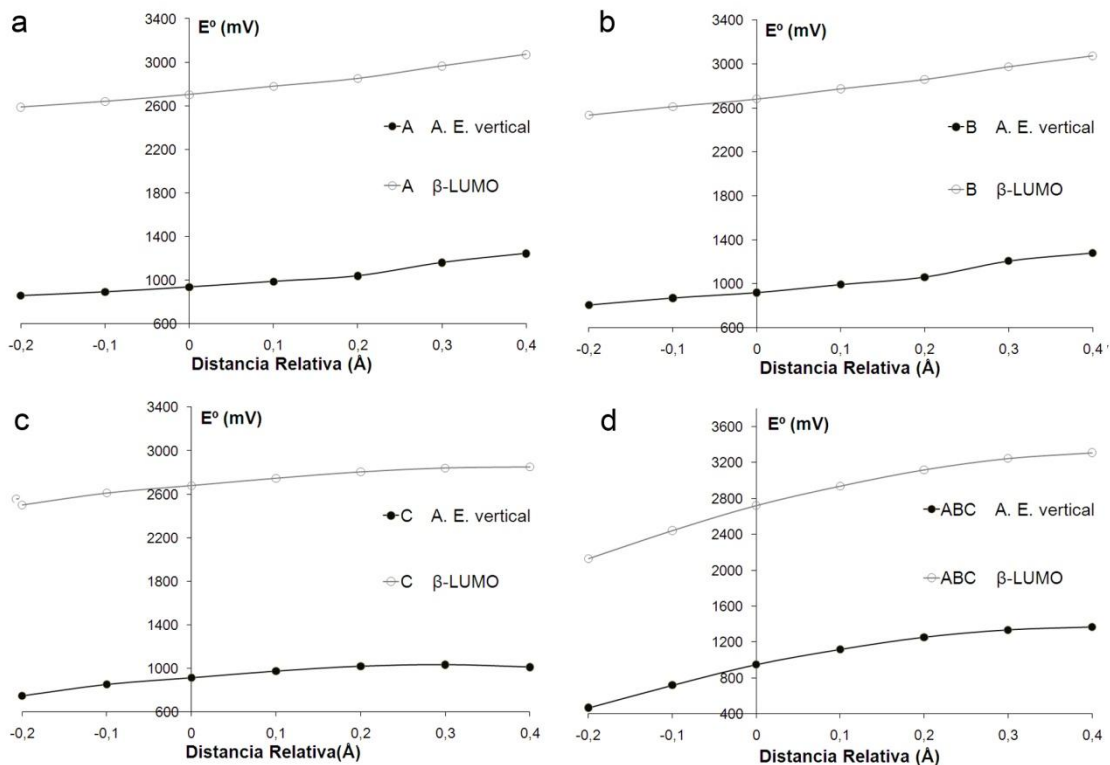 a
E° (mV)
3400
3000
2600
2200
1800
1400
1000
600
A A. E. vertical
A β-LUMO
-0,2 -0,1 0 0,1 0,2 0,3 0,4
Distancia Relativa (Å)
b
E° (mV)
3400
3000
2600
2200
1800
1400
1000
600
B A. E. vertical
B β-LUMO
-0,2 -0,1 0 0,1 0,2 0,3 0,4
Distancia Relativa (Å)
c
E° (mV)
3400
3000
2600
2200
1800
1400
1000
600
C A. E. vertical
C β-LUMO
-0,2 -0,1 0 0,1 0,2 0,3 0,4
Distancia Relativa(Å)
d
E° (mV)
3600
3200
2800
2400
2000
1600
1200
800
400
ABC A. E. vertical
ABC β-LUMO
-0,2 -0,1 0 0,1 0,2 0,3 0,4
Distancia Relativa (Å)